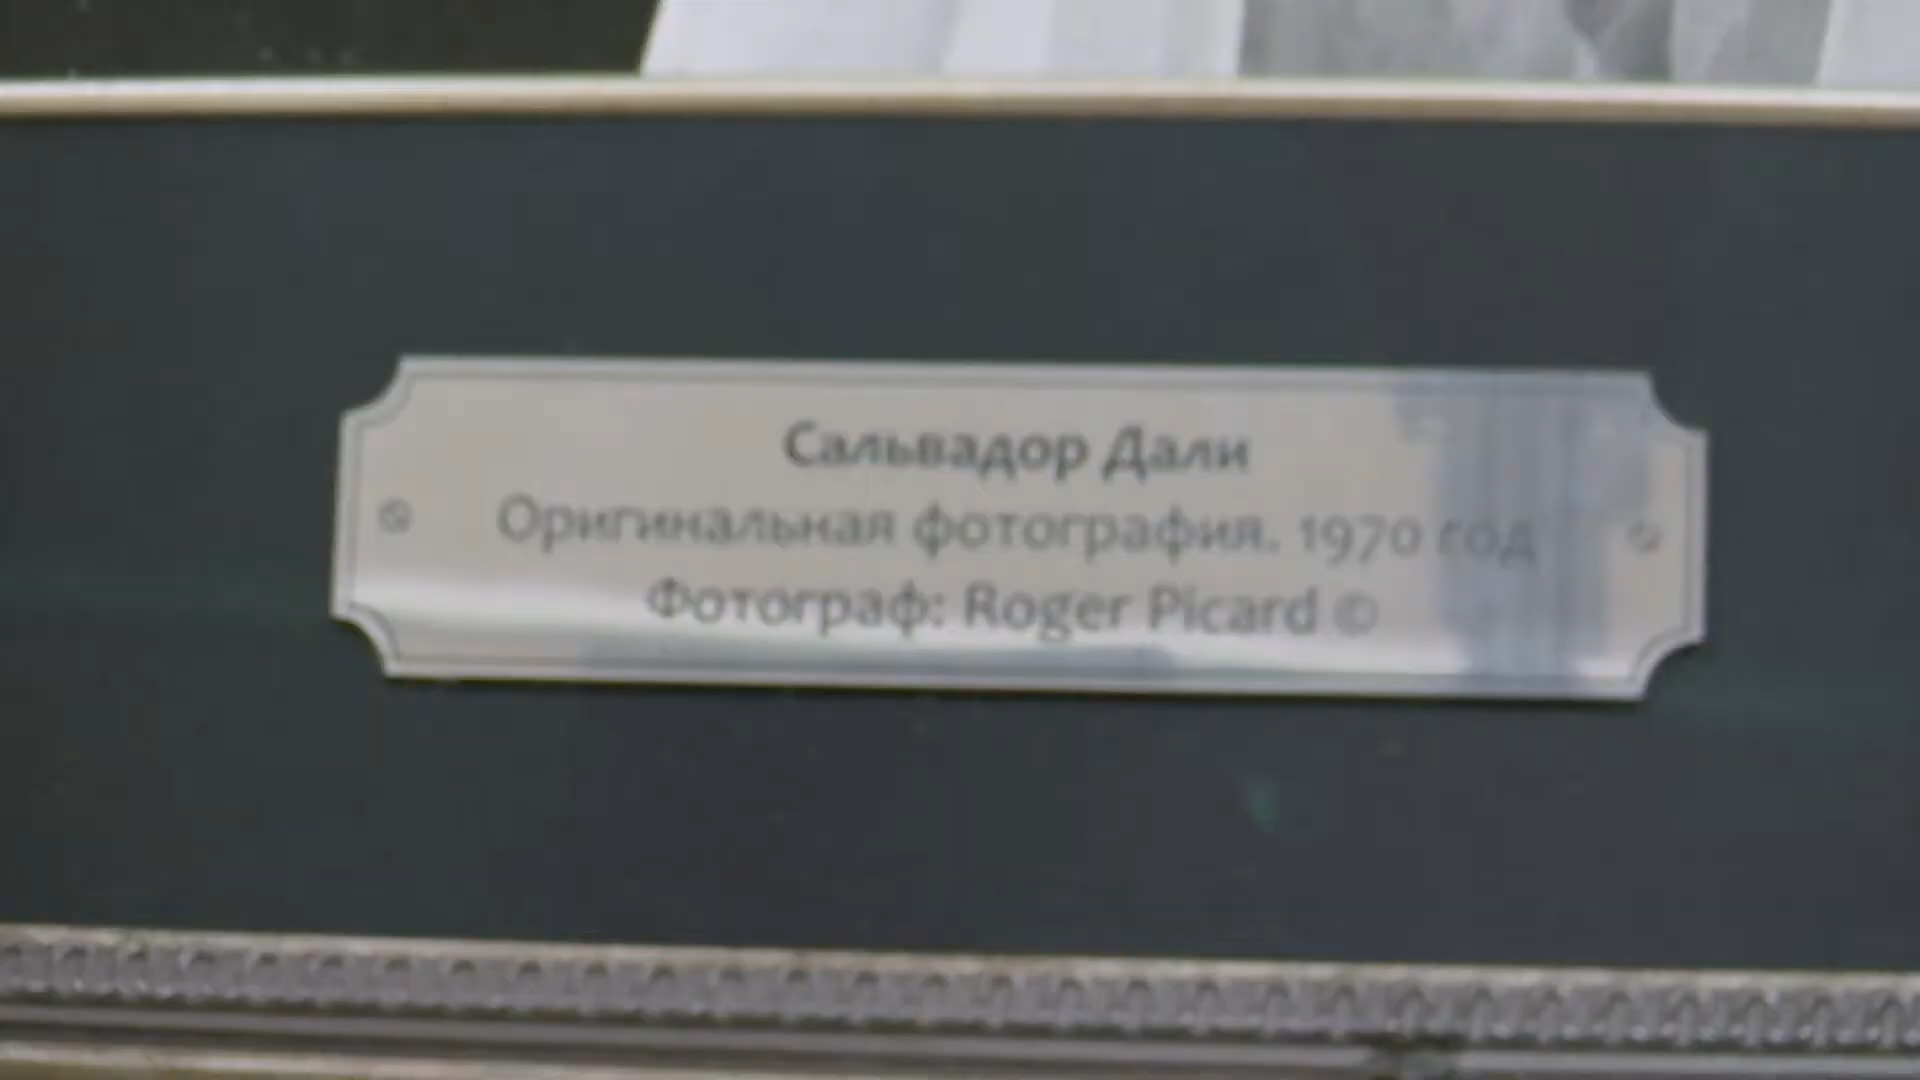 Сальвадор Дали
Оригинальная фотография. 1970 год
Фотограф: Roger Picard ©